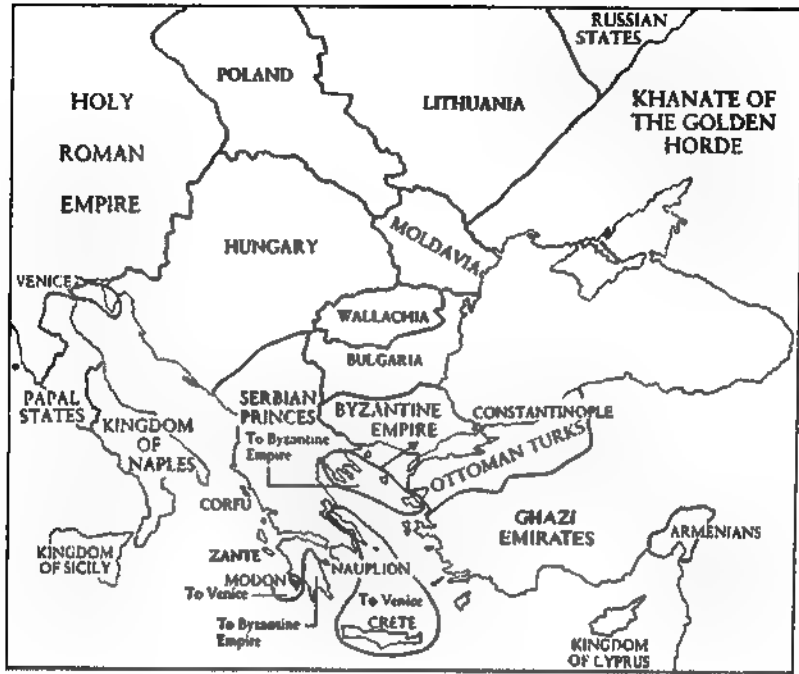 RUSSIAN
STATES
POLAND
HOLY
ROMAN
EMPIRE
LITHUANIA
KHANATE OF
THE GOLDEN
HORDE
HUNGARY
MOLDAVIA
VENICE
WALLACHIA
BULGARIA
PAPAL
STATES
SERBIAN
PRINCES
BYZANTINE
EMPIRE
CONSTANTINOPLE
KINGDOM
OF
NAPLES
To Byzantine
Empire
OTTOMAN TURKS
CORFU
GHAZI
EMIRATES
ARMENIANS
KINGDOM
OF SICILY
ZANTE
NAUPLION
MODON
To Venice
To Venice
CRETE
To Byzantine
Empire
KINGDOM
OF CYPRUS